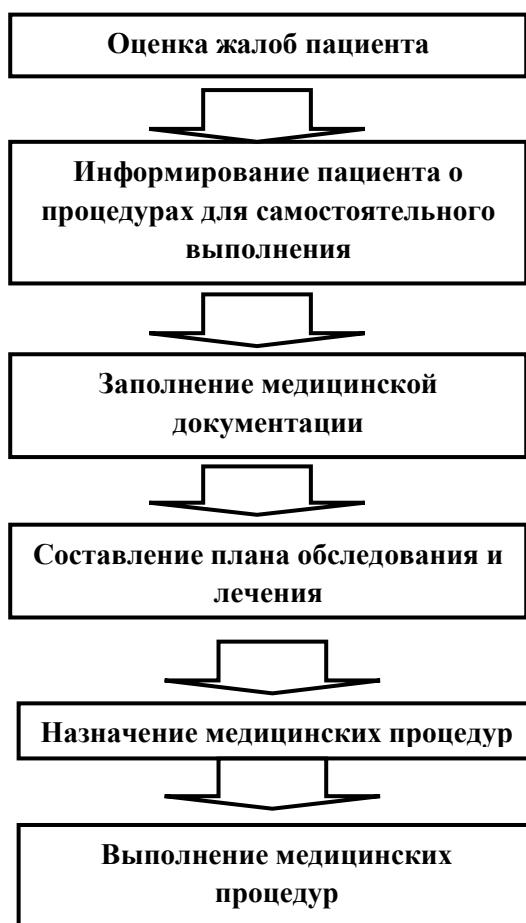 Оценка жалоб пациента
Информирование пациента о
процедурах для самостоятельного
выполнения
Заполнение медицинской
документации
Составление плана обследования и
лечения
Назначение медицинских процедур
Выполнение медицинских
процедур